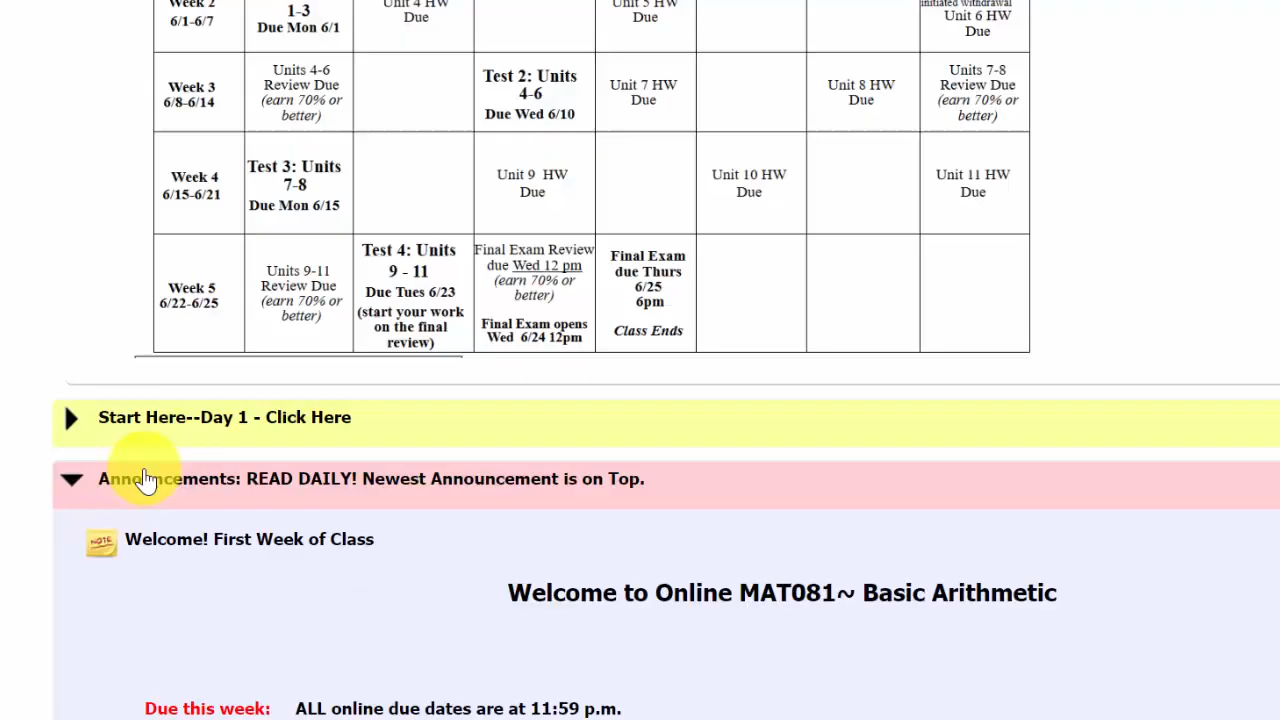 Week 2
6/1-6/7
1-3
Due Mon 6/1
Unit 4 HW
Due
Unit 5 HW
Due
initiated withdrawal
Unit 6 HW
Due
Week 3
6/8-6/14
Units 4-6
Review Due
(earn 70% or
better)
Test 2: Units
4-6
Due Wed 6/10
Unit 7 HW
Due
Unit 8 HW
Due
Units 7-8
Review Due
(earn 70% or
better)
Week 4
6/15-6/21
Test 3: Units
7-8
Due Mon 6/15
Unit 9 HW
Due
Unit 10 HW
Due
Unit 11 HW
Due
Week 5
6/22-6/25
Units 9-11
Review Due
(earn 70% or
better)
Test 4: Units
9 - 11
Due Tues 6/23
(start your work
on the final
review)
Final Exam Review
due Wed 12 pm
(earn 70% or
better)
Final Exam opens
Wed 6/24 12pm
Final Exam
due Thurs
6/25
6pm
Class Ends
Start Here--Day 1 - Click Here
Announcements: READ DAILY! Newest Announcement is on Top.
NOTE
Welcome! First Week of Class
Welcome to Online MAT081~ Basic Arithmetic
Due this week: ALL online due dates are at 11:59 p.m.